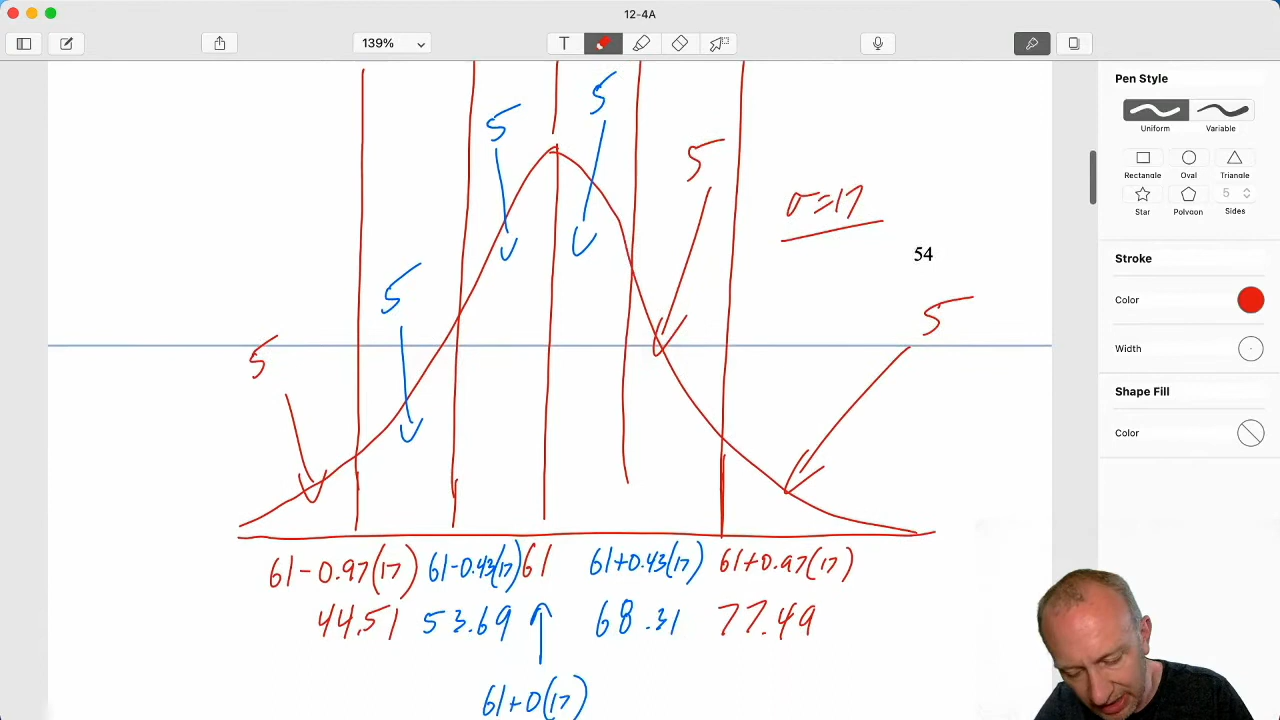 12-4A
139%
T
Pen Style
Uniform
Variable
Rectangle
Oval
Triangle
Star
Polygon
5
Sides
Stroke
Color
Width
Shape Fill
Color
5
5
5
σ=17
54
5
5
5
61-0.97(17)
61-0.43(17)
61
61+0.43(17)
61+0.97(17)
44.51
53.69
68.31
77.49
61+0(17)